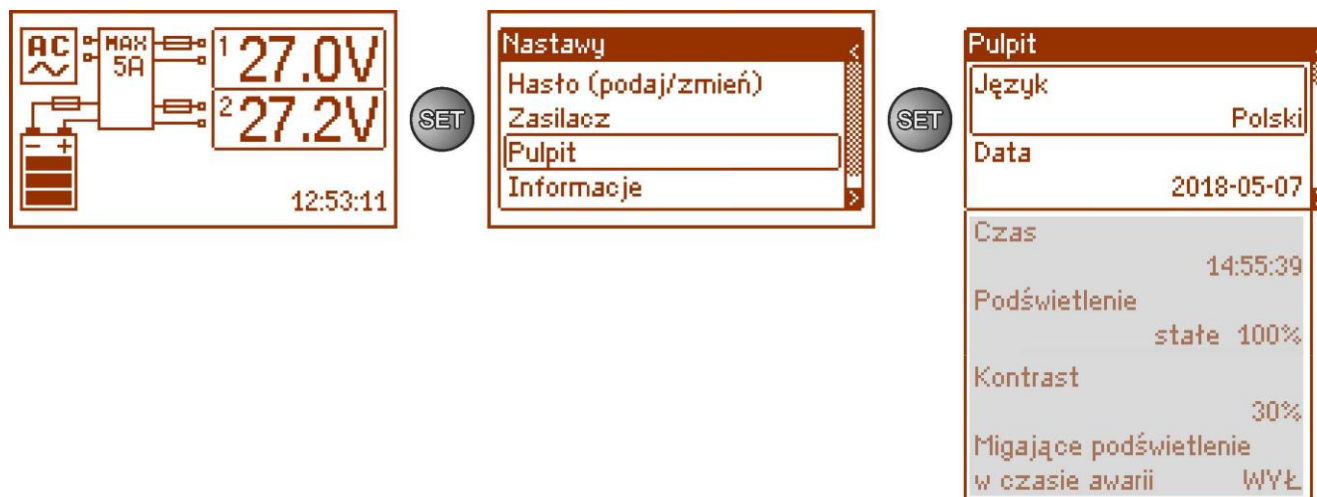 AC
MAX
5A
1 27.0V
2 27.2V
- +
12:53:11
SET
Nastawy
Hasło (podaj/zmień)
Zasilacz
Pulpit
Informacje
SET
Pulpit
Język
Polski
Data
2018-05-07
Czas
14:55:39
Podświetlenie
stałe 100%
Kontrast
30%
Migające podświetlenie
w czasie awarii WYŁ